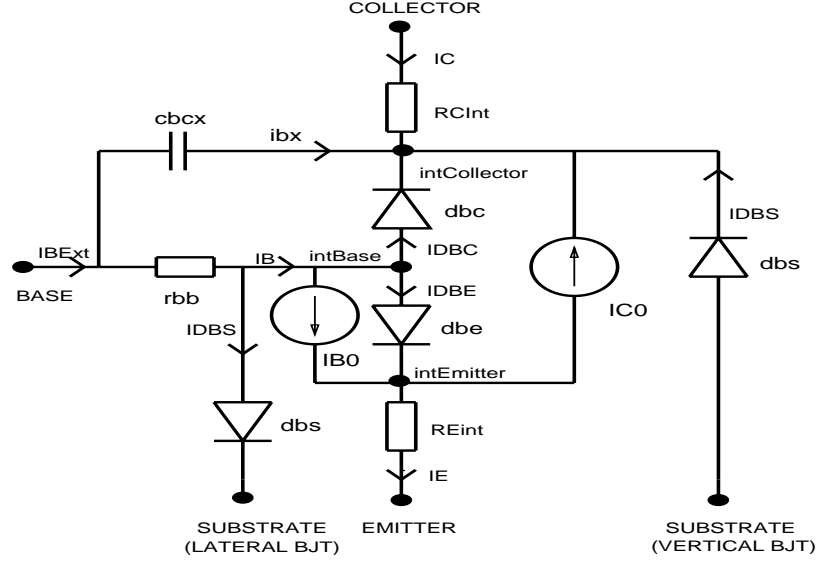 COLLECTOR
IC
RCInt
cbcx
ibx
intCollector
dbc
IDBS
IBExt
IB
intBase
IDBC
dbs
BASE
rbb
IDBE
IC0
IDBS
dbe
IB0
intEmitter
dbs
REint
IE
SUBSTRATE
(LATERAL BJT)
EMITTER
SUBSTRATE
(VERTICAL BJT)